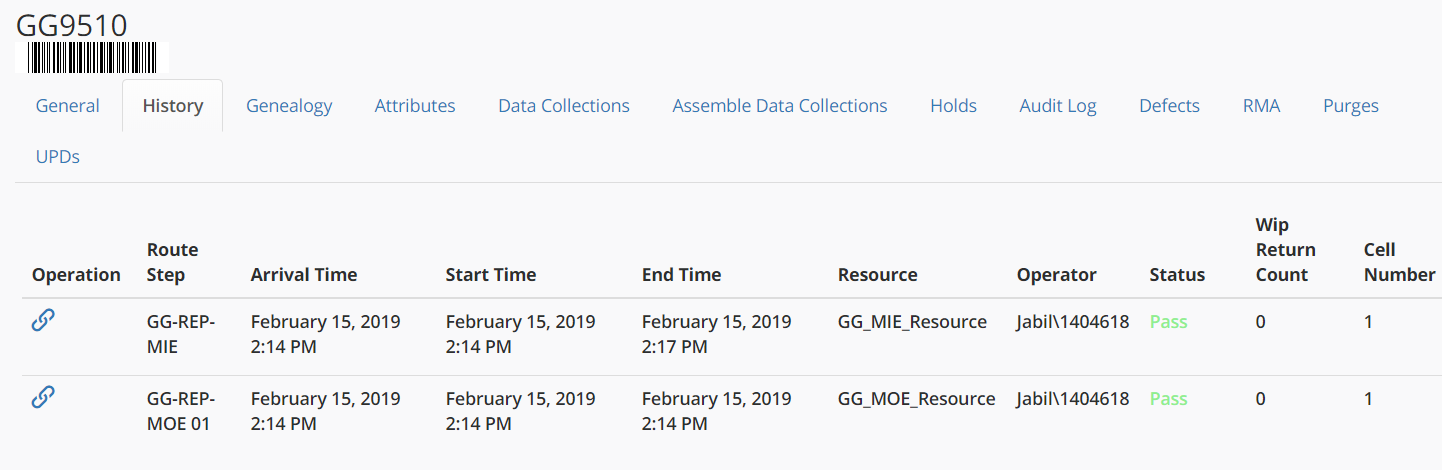 GG9510
General History Genealogy Attributes Data Collections Assemble Data Collections Holds Audit Log Defects RMA Purges
UPDs
Operation Route Step Arrival Time Start Time End Time Resource Operator Status Wip Return Count Cell Number
GG-REP-MIE February 15, 2019 2:14 PM February 15, 2019 2:14 PM February 15, 2019 2:17 PM GG_MIE_Resource Jabil\1404618 Pass 0 1
GG-REP-MOE 01 February 15, 2019 2:14 PM February 15, 2019 2:14 PM February 15, 2019 2:14 PM GG_MOE_Resource Jabil\1404618 Pass 0 1